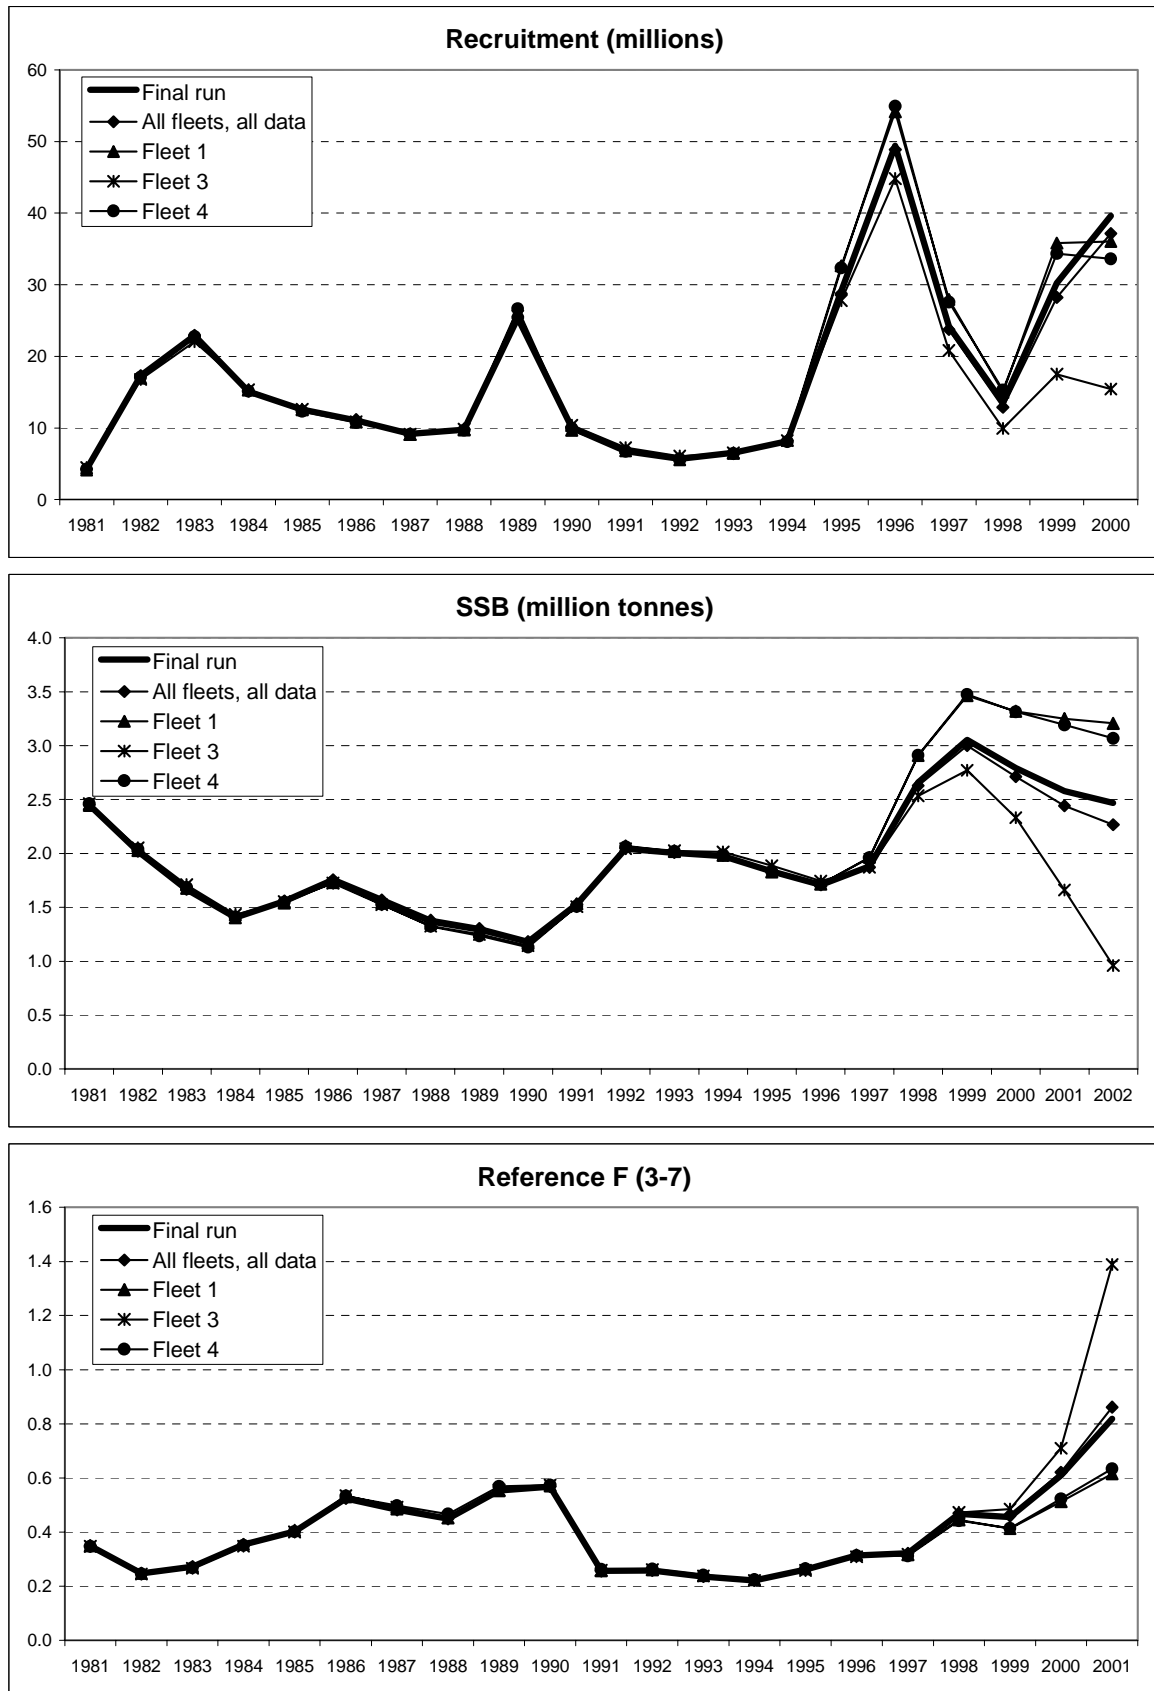 Recruitment (millions)
60
50
40
30
20
10
0
Final run
All fleets, all data
Fleet 1
Fleet 3
Fleet 4
1981 1982 1983 1984 1985 1986 1987 1988 1989 1990 1991 1992 1993 1994 1995 1996 1997 1998 1999 2000
SSB (million tonnes)
4.0
3.5
3.0
2.5
2.0
1.5
1.0
0.5
0.0
Final run
All fleets, all data
Fleet 1
Fleet 3
Fleet 4
1981 1982 1983 1984 1985 1986 1987 1988 1989 1990 1991 1992 1993 1994 1995 1996 1997 1998 1999 2000 2001 2002
Reference F (3-7)
1.6
1.4
1.2
1.0
0.8
0.6
0.4
0.2
0.0
Final run
All fleets, all data
Fleet 1
Fleet 3
Fleet 4
1981 1982 1983 1984 1985 1986 1987 1988 1989 1990 1991 1992 1993 1994 1995 1996 1997 1998 1999 2000 2001